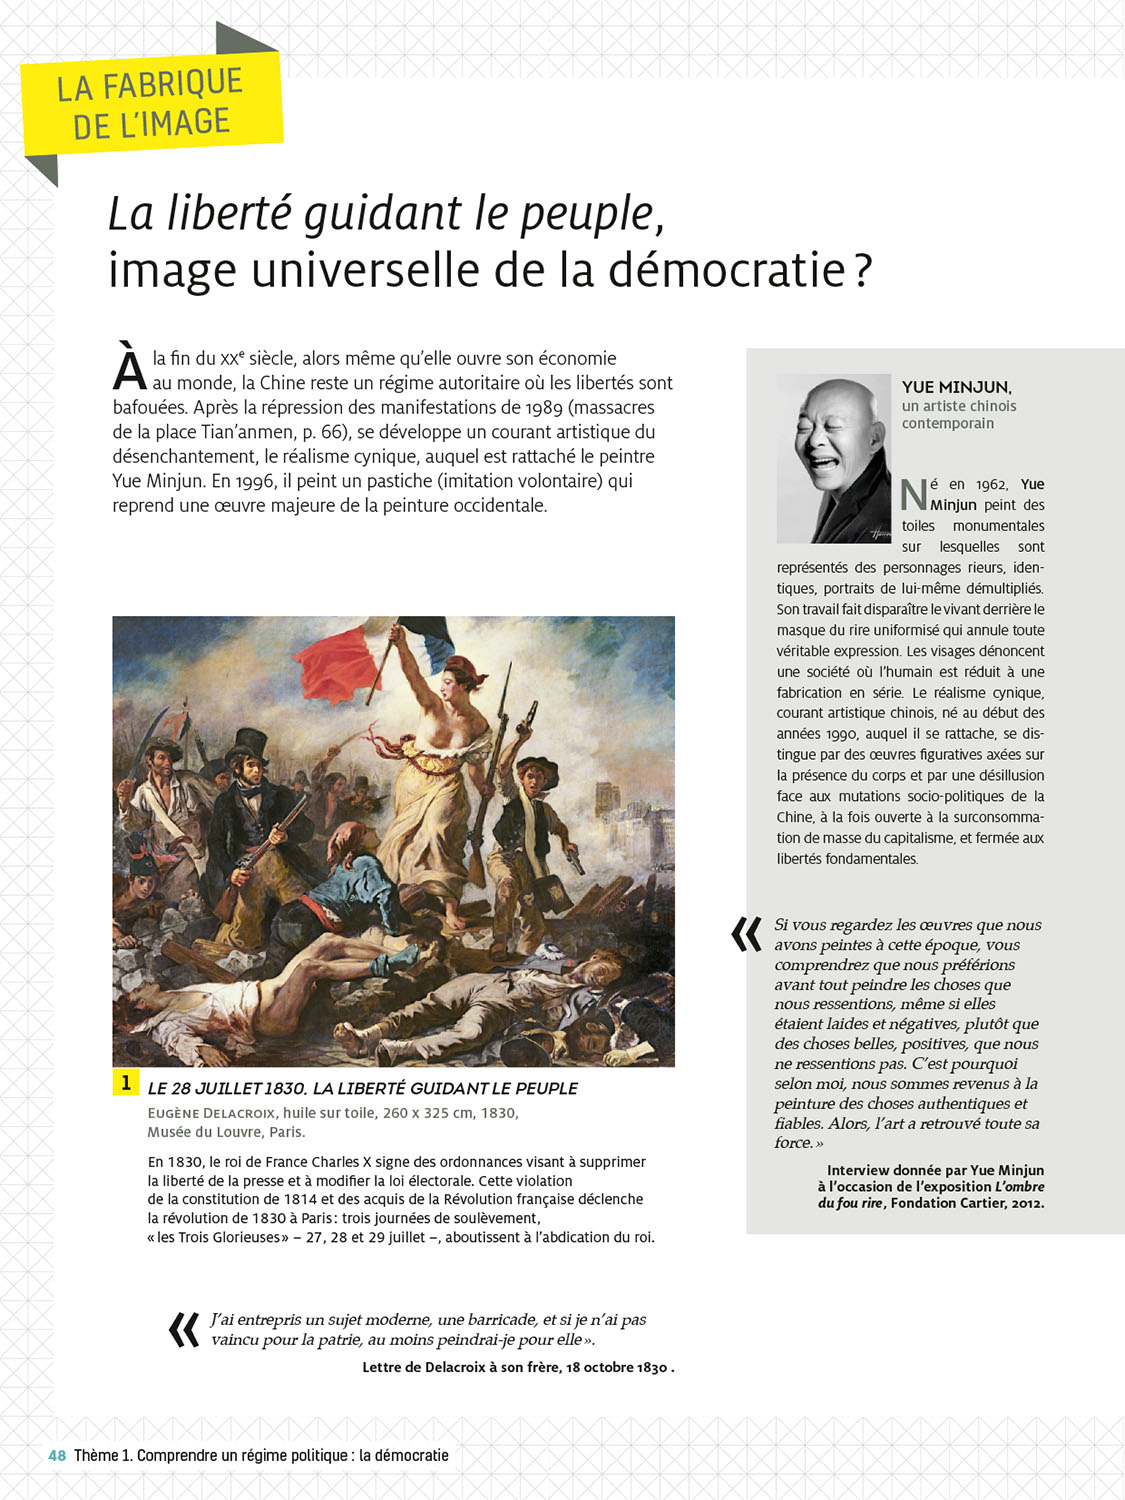 LA FABRIQUE
DE L'IMAGE
La liberté guidant le peuple,
image universelle de la démocratie ?
À la fin du XXe siècle, alors même qu'elle ouvre son économie
au monde, la Chine reste un régime autoritaire où les libertés sont
bafouées. Après la répression des manifestations de 1989 (massacres
de la place Tian'anmen, p. 66), se développe un courant artistique du
désenchantement, le réalisme cynique, auquel est rattaché le peintre
Yue Minjun. En 1996, il peint un pastiche (imitation volontaire) qui
reprend une œuvre majeure de la peinture occidentale.
1 LE 28 JUILLET 1830. LA LIBERTÉ GUIDANT LE PEUPLE
EUGÈNE DELACROIX, huile sur toile, 260 x 325 cm, 1830,
Musée du Louvre, Paris.
En 1830, le roi de France Charles X signe des ordonnances visant à supprimer
la liberté de la presse et à modifier la loi électorale. Cette violation
de la constitution de 1814 et des acquis de la Révolution française déclenche
la révolution de 1830 à Paris : trois journées de soulèvement,
« les Trois Glorieuses » – 27, 28 et 29 juillet –, aboutissent à l'abdication du roi.
« J'ai entrepris un sujet moderne, une barricade, et si je n'ai pas
vaincu pour la patrie, au moins peindrai-je pour elle ».
Lettre de Delacroix à son frère, 18 octobre 1830 .
YUE MINJUN,
un artiste chinois
contemporain
Né en 1962, Yue
Minjun peint des
toiles monumentales
sur lesquelles sont
représentés des personnages rieurs, iden-
tiques, portraits de lui-même démultipliés.
Son travail fait disparaître le vivant derrière le
masque du rire uniformisé qui annule toute
véritable expression. Les visages dénoncent
une société où l'humain est réduit à une
fabrication en série. Le réalisme cynique,
courant artistique chinois, né au début des
années 1990, auquel il se rattache, se dis-
tingue par des œuvres figuratives axées sur
la présence du corps et par une désillusion
face aux mutations socio-politiques de la
Chine, à la fois ouverte à la surconsomma-
tion de masse du capitalisme, et fermée aux
libertés fondamentales.
« Si vous regardez les œuvres que nous
avons peintes à cette époque, vous
comprendrez que nous préférions
avant tout peindre les choses que
nous ressentions, même si elles
étaient laides et négatives, plutôt que
des choses belles, positives, que nous
ne ressentions pas. C'est pourquoi
selon moi, nous sommes revenus à la
peinture des choses authentiques et
fiables. Alors, l'art a retrouvé toute sa
force. »
Interview donnée par Yue Minjun
à l'occasion de l'exposition L'ombre
du fou rire, Fondation Cartier, 2012.
48 Thème 1. Comprendre un régime politique : la démocratie